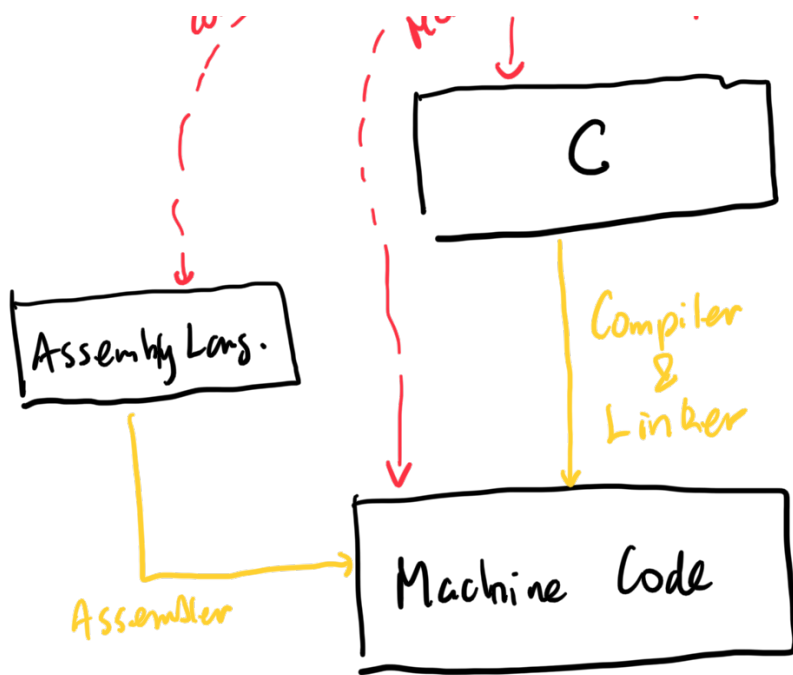 C
Compiler
&
Linker
Assembly Lang.
Machine Code
Assembler